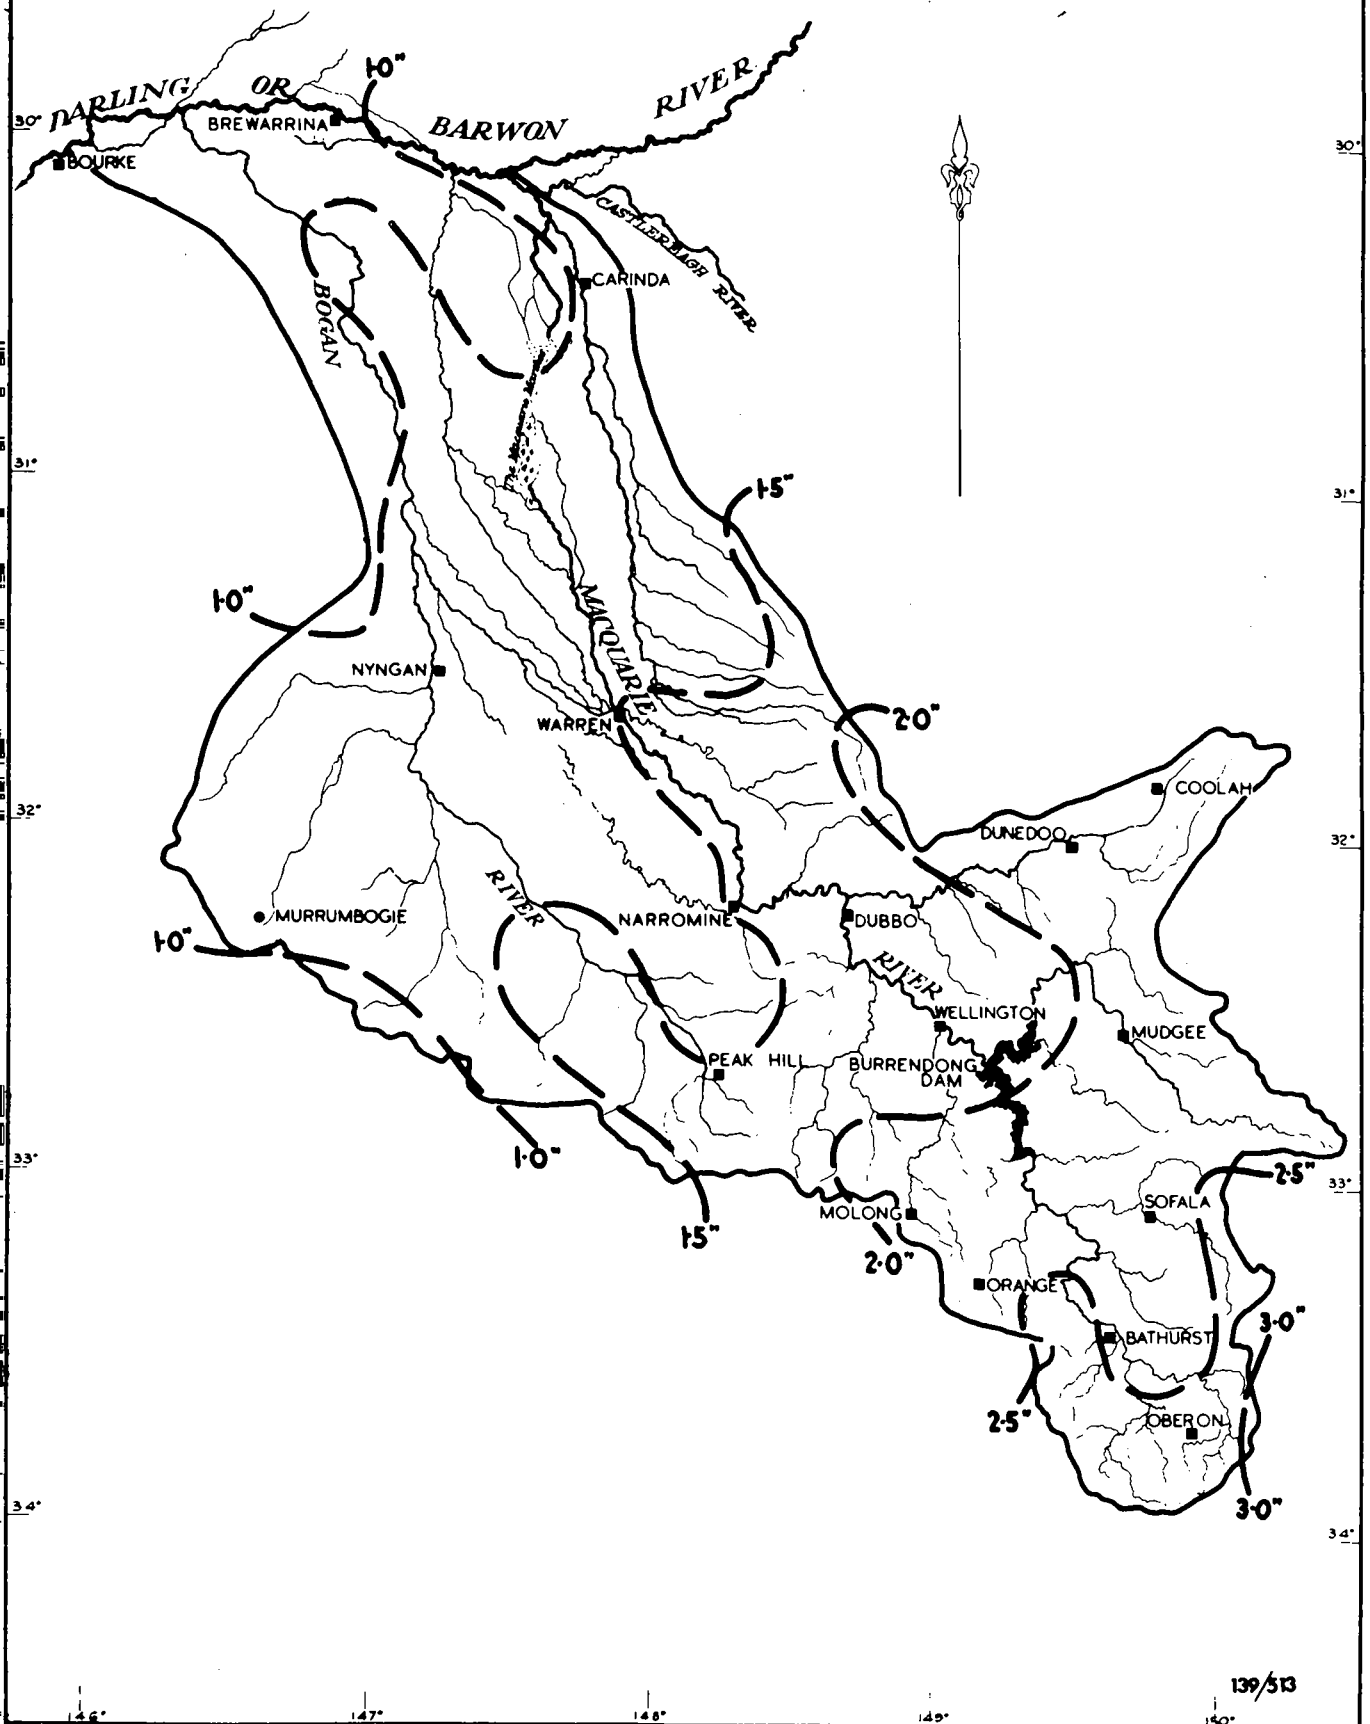 1·0"
DARLING OR BARWON RIVER
30°
BREWARRINA
BOURKE
30°
CASTLEREAGH RIVER
CARINDA
BOGAN
31°
1·5"
31°
1·0"
MACQUARIE
NYNGAN
WARREN
2·0"
COOLAH
32°
DUNEDOO
32°
RIVER
MURRUMBOGIE
NARROMINE
DUBBO
1·0"
RIVER
WELLINGTON
MUDGEE
PEAK HILL
BURRENDONG
DAM
1·0"
33°
2·5"
33°
SOFALA
MOLONG
1·5"
2·0"
ORANGE
3·0"
BATHURST
2·5"
OBERON
3·0"
34°
34°
139/513
146°
147°
148°
149°
150°